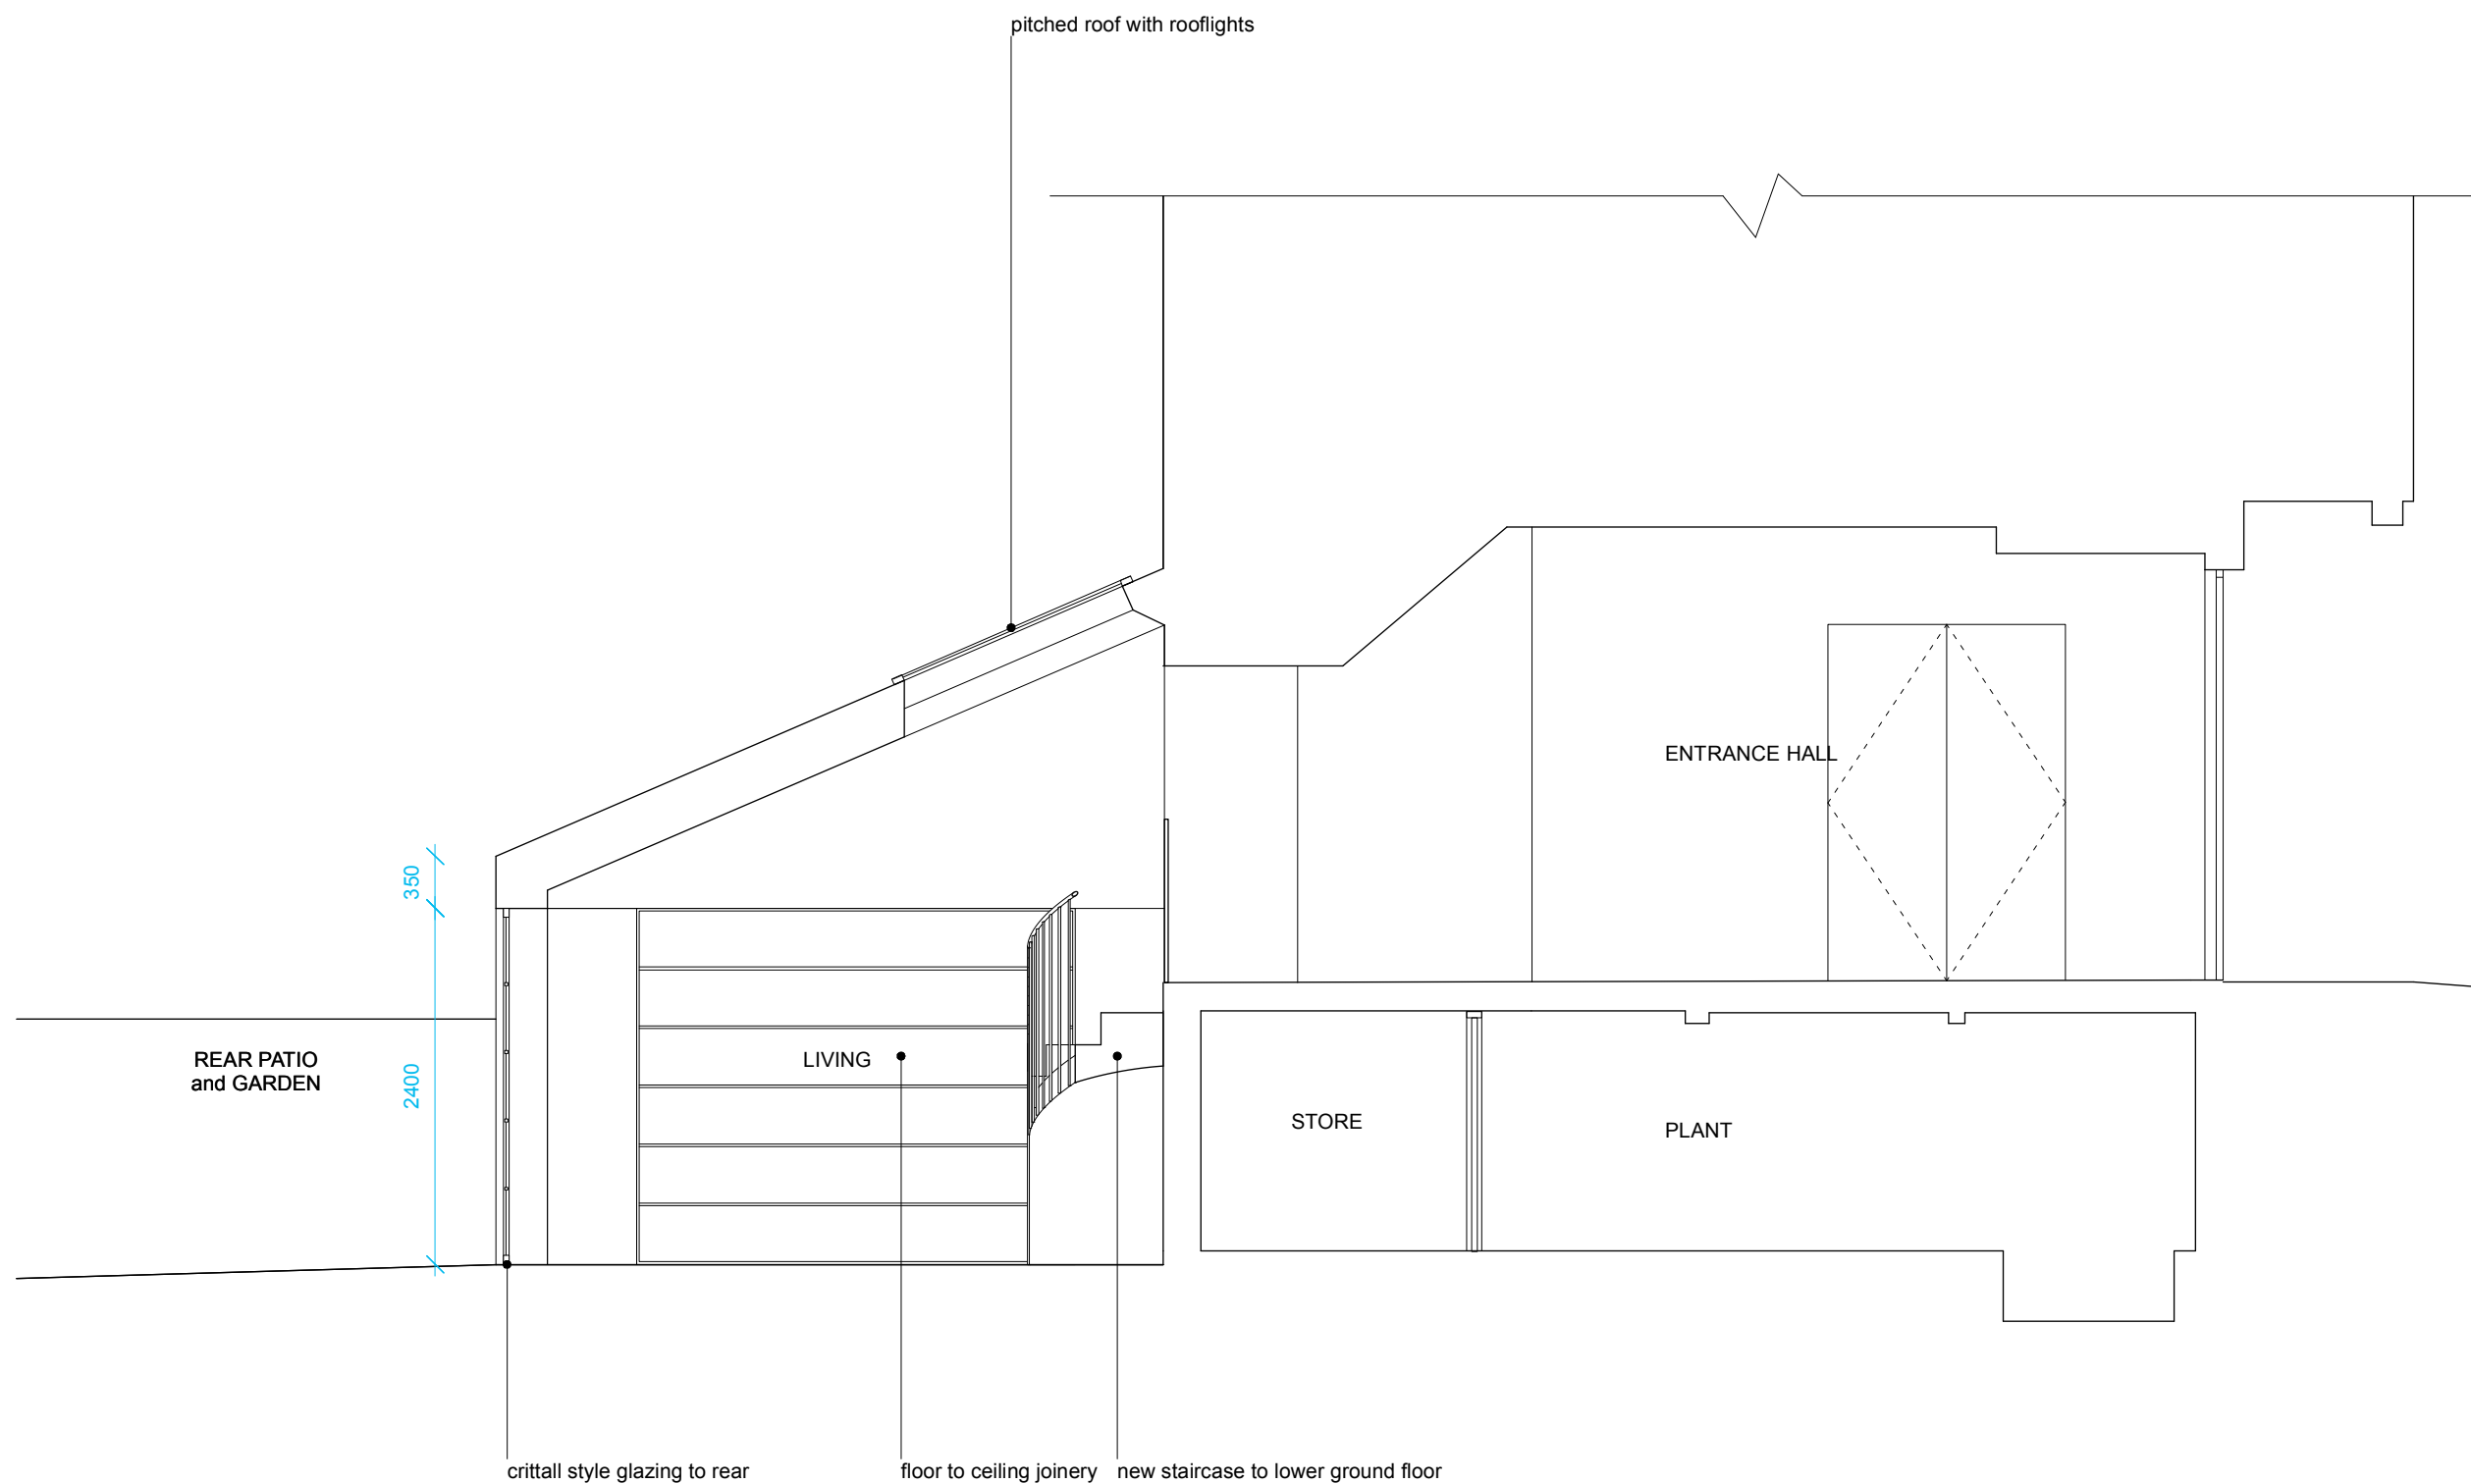 pitched roof with rooflights
ENTRANCE HALL
350
REAR PATIO
and GARDEN
2400
LIVING
STORE
PLANT
crittall style glazing to rear
floor to ceiling joinery
new staircase to lower ground floor